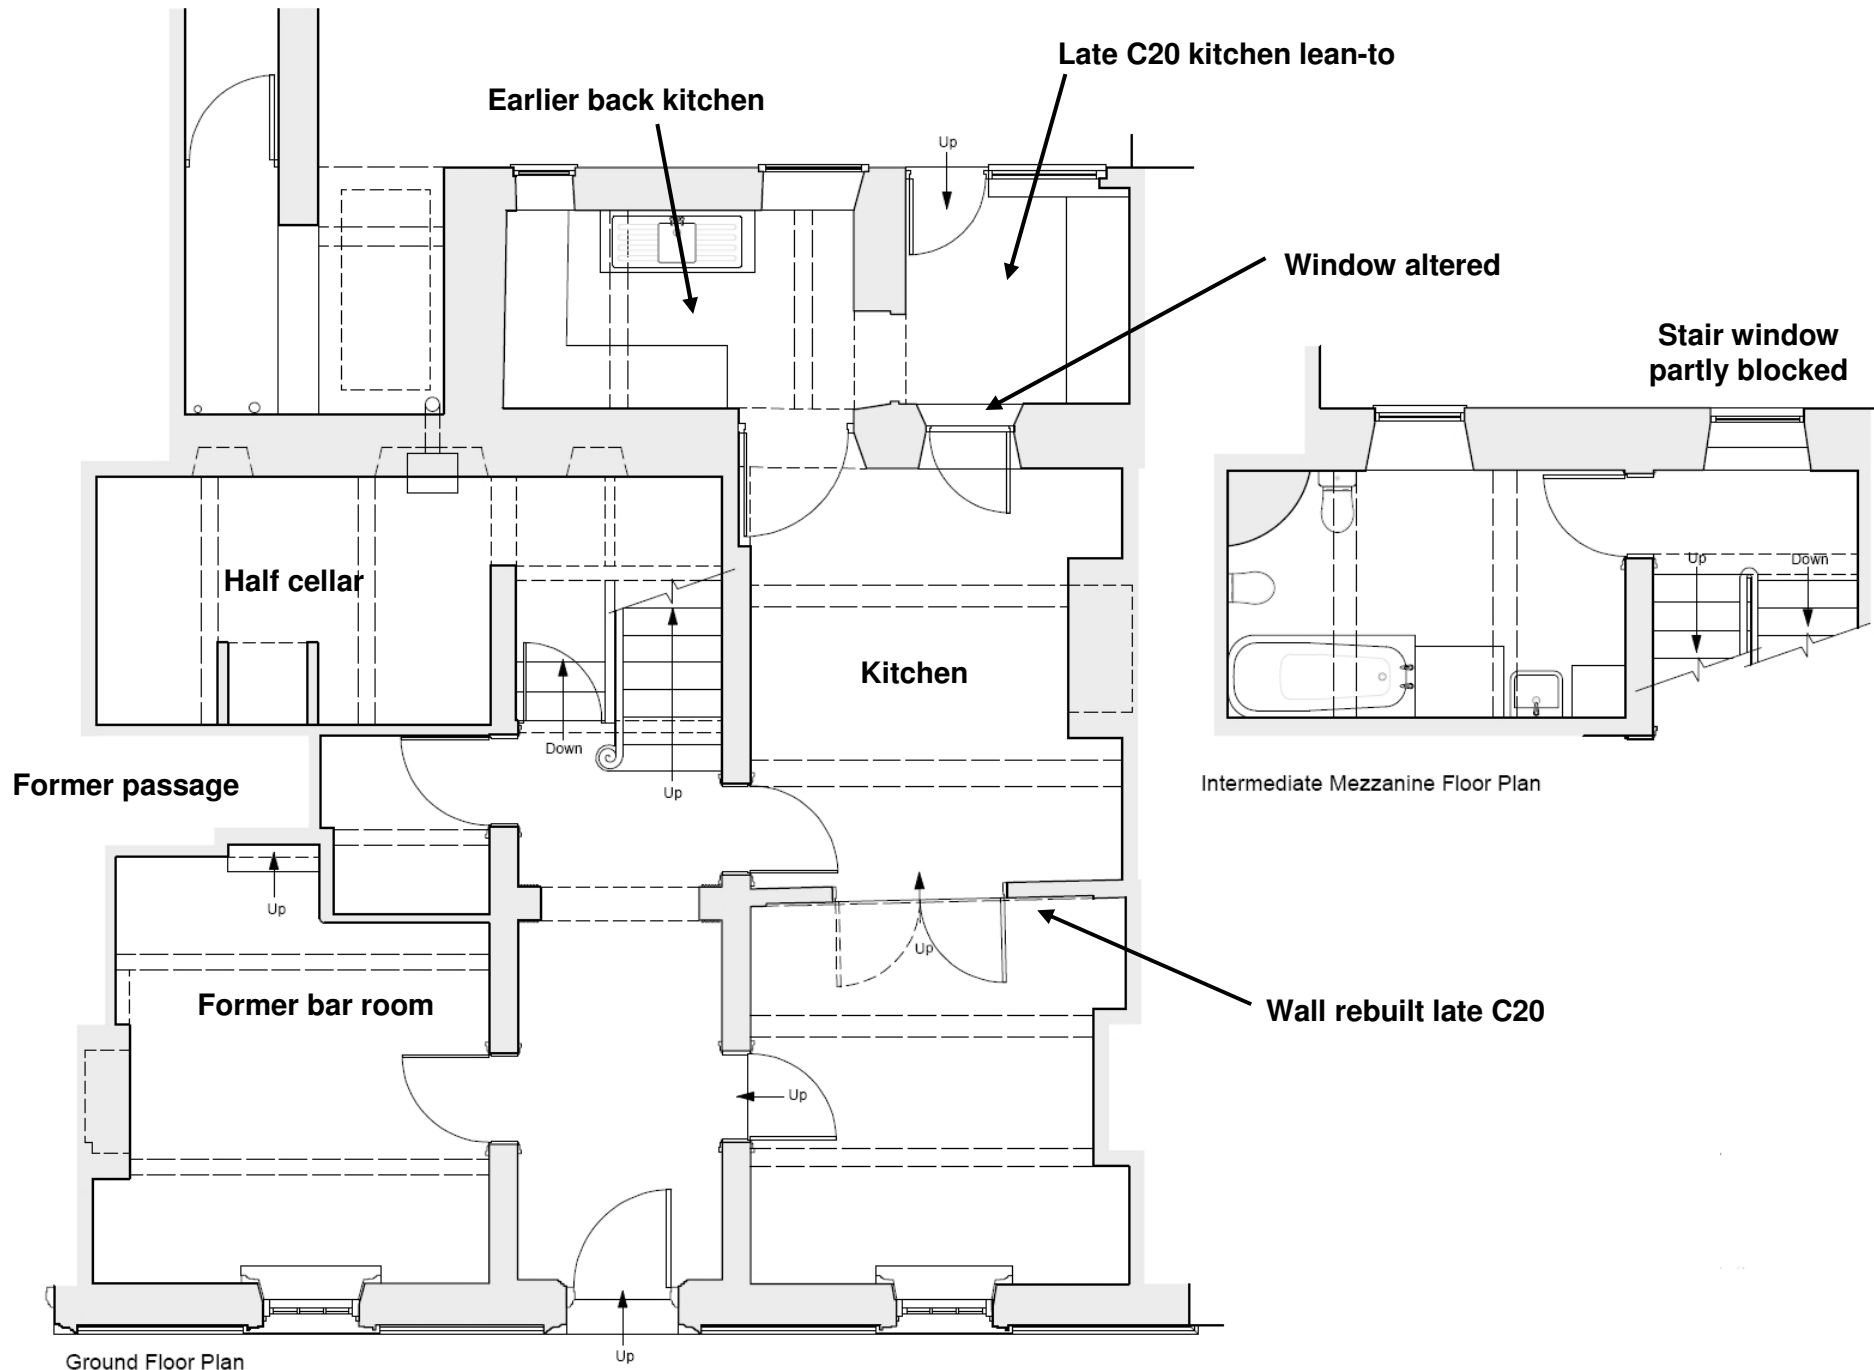 Late C20 kitchen lean-to
Earlier back kitchen
Up
Window altered
Stair window
partly blocked
Half cellar
Up
Down
Kitchen
Down
Former passage
Up
Intermediate Mezzanine Floor Plan
Up
Up
Former bar room
Wall rebuilt late C20
Up
Up
Ground Floor Plan